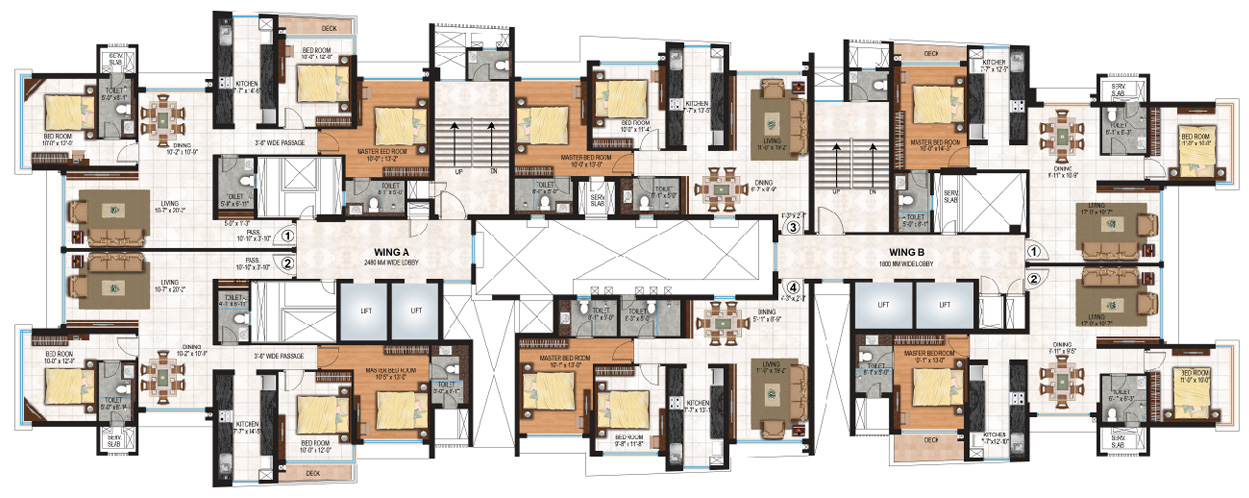 DECK
BED ROOM
10'-0" x 12'-0"
KITCHEN
SERV.
SLAB
TOILET
5'-0" x 8'-1"
BED ROOM
10'-0" x 12'-0"
DINING
10'-2" x 10'-9"
3'-6" WIDE PASSAGE
MASTER BED ROOM
10'-0" x 13'-2"
TOILET
TOILET
8'-1" x 5'-0"
LIVING
10'-7" x 20'-2"
5'-0" x 1'-3"
PASS.
10'-10" x 3'-10"
1
UP
DN
MASTER BED ROOM
10'-0" x 13'-0"
BED ROOM
10'-0" x 11'-4"
KITCHEN
7'-7" x 13'-5"
LIVING
11'-0" x 19'-2"
DINING
6'-7" x 9'-9"
TOILET
8'-1" x 5'-0"
SERV.
SLAB
TOILET
8'-1" x 5'-0"
4'-3" x 2'-7"
3
UP
DN
DECK
MASTER BED ROOM
10'-0" x 14'-3"
KITCHEN
7'-7" x 12'-9"
SERV.
SLAB
TOILET
6'-1" x 6'-3"
BED ROOM
11'-0" x 10'-0"
DINING
9'-11" x 10'-9"
TOILET
5'-0" x 8'-1"
SERV.
SLAB
LIVING
17'-0" x 10'-7"
1
WING A
2480 MM WIDE LOBBY
WING B
1800 MM WIDE LOBBY
2
PASS.
10'-10" x 3'-10"
LIVING
10'-7" x 20'-2"
TOILET
4'-1" x 6'-11"
LIFT
LIFT
DINING
10'-2" x 10'-9"
3'-6" WIDE PASSAGE
BED ROOM
10'-0" x 12'-9"
TOILET
5'-0" x 8'-1"
SERV.
SLAB
KITCHEN
7'-7" x 14'-5"
BED ROOM
10'-0" x 12'-0"
DECK
MASTER BED ROOM
10'5" x 13'-0"
TOILET
TOILET
8'-1" x 5'-0"
TOILET
8'-3" x 5'-0"
MASTER BED ROOM
10'-1" x 13'-0"
BED ROOM
9'-8" x 11'-8"
KITCHEN
7'-7" x 13'-1"
4
DINING
5'-11" x 8'-9"
LIVING
11'-0" x 19'-2"
LIFT
LIFT
2
LIVING
17'-0" x 10'-7"
TOILET
8'-1" x 5'-0"
MASTER BED ROOM
10'-1" x 13'-0"
DECK
KITCHEN
7'-7" x 12'-10"
DINING
9'-11" x 9'5"
TOILET
6'-1" x 6'-3"
SERV.
SLAB
BED ROOM
11'-0" x 10'-0"